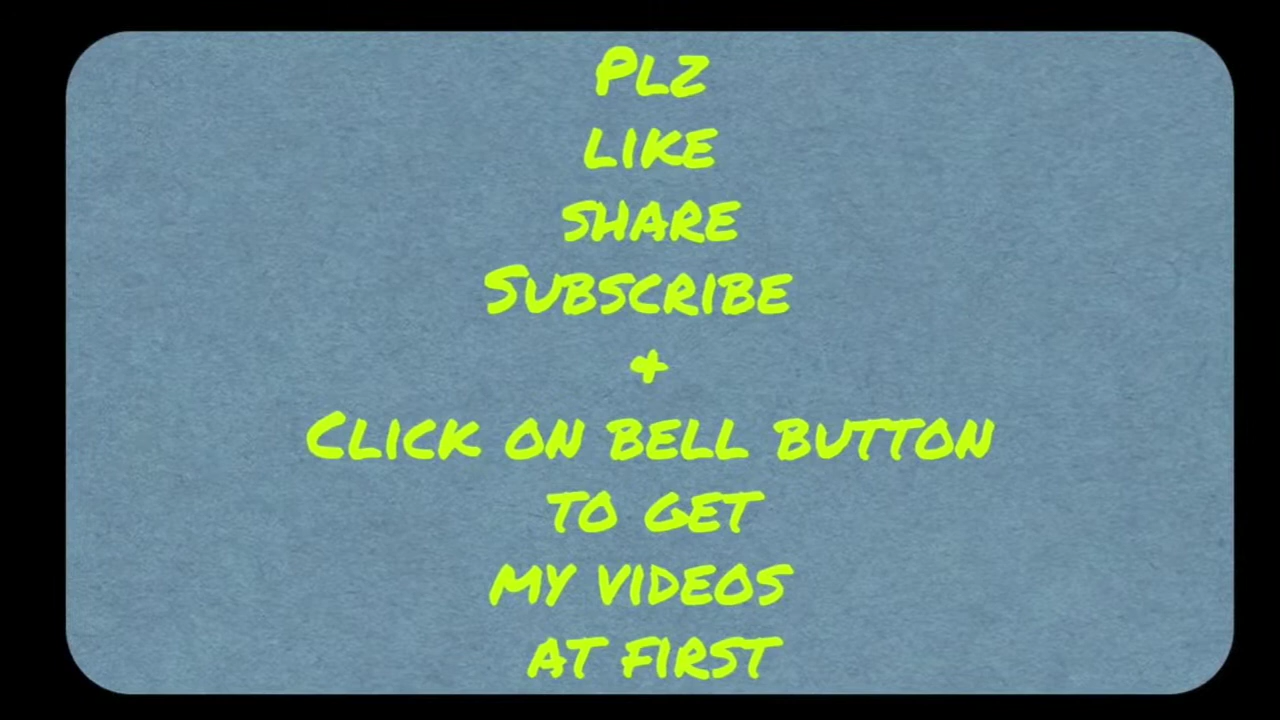 Plz
LIKE
SHARE
SUBSCRIBE
&
CLICK ON BELL BUTTON
TO GET
MY VIDEOS
AT FIRST